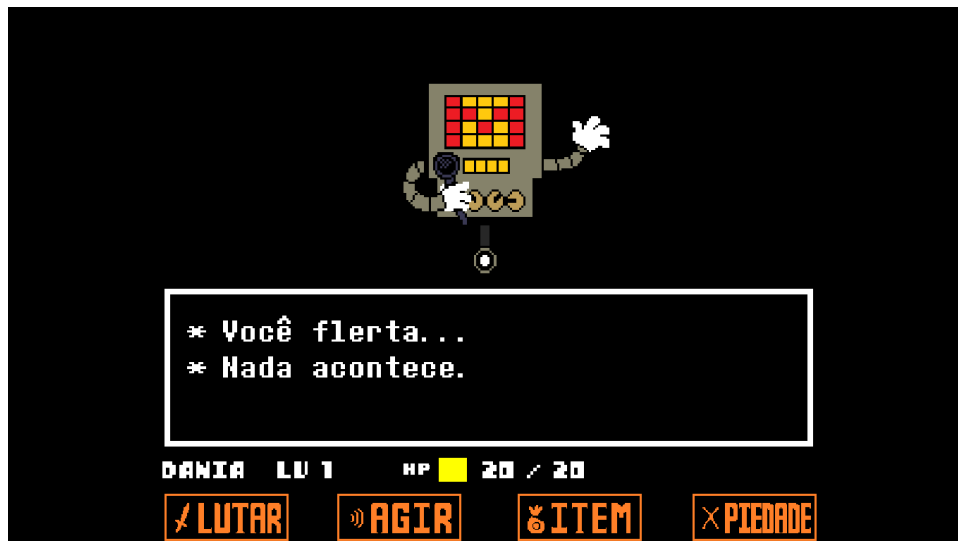 * Você flerta...
* Nada acontece.
DANIA LV 1 HP 20 / 20
LUTAR AGIR ITEM PIEDADE